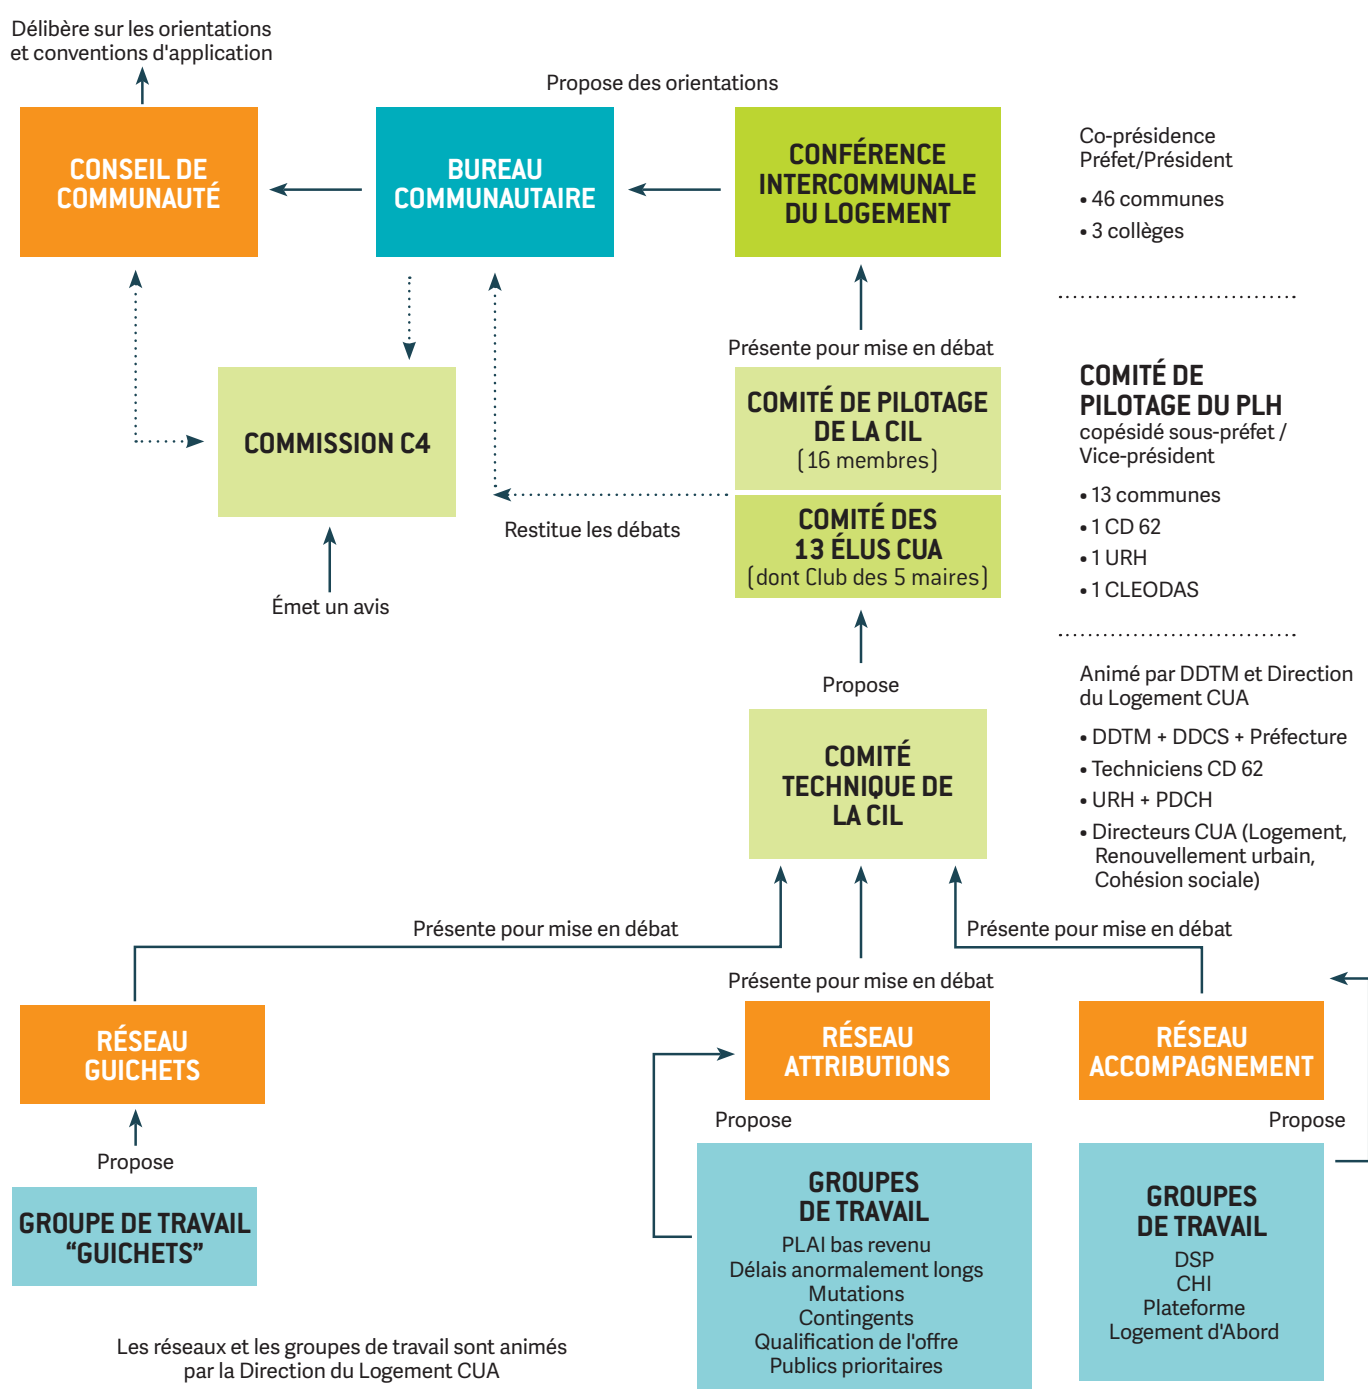 Délibère sur les orientations
et conventions d'application
Propose des orientations
CONSEIL DE
COMMUNAUTÉ
BUREAU
COMMUNAUTAIRE
CONFÉRENCE
INTERCOMMUNALE
DU LOGEMENT
Co-présidence
Préfet/Président
• 46 communes
• 3 collèges
Présente pour mise en débat
COMMISSION C4
COMITÉ DE PILOTAGE
DE LA CIL
(16 membres)
Restitue les débats
COMITÉ DES
13 ÉLUS CUA
(dont Club des 5 maires)
Émet un avis
COMITÉ DE
PILOTAGE DU PLH
copésidé sous-préfet /
Vice-président
• 13 communes
• 1 CD 62
• 1 URH
• 1 CLEODAS
Propose
COMITÉ
TECHNIQUE DE
LA CIL
Animé par DDTM et Direction
du Logement CUA
• DDTM + DDCS + Préfecture
• Techniciens CD 62
• URH + PDCH
• Directeurs CUA (Logement,
Renouvellement urbain,
Cohésion sociale)
Présente pour mise en débat
Présente pour mise en débat
Présente pour mise en débat
RÉSEAU
GUICHETS
RÉSEAU
ATTRIBUTIONS
RÉSEAU
ACCOMPAGNEMENT
Propose
Propose
Propose
GROUPE DE TRAVAIL
“GUICHETS”
GROUPES
DE TRAVAIL
PLAI bas revenu
Délais anormalement longs
Mutations
Contingents
Qualification de l'offre
Publics prioritaires
GROUPES
DE TRAVAIL
DSP
CHI
Plateforme
Logement d'Abord
Les réseaux et les groupes de travail sont animés
par la Direction du Logement CUA